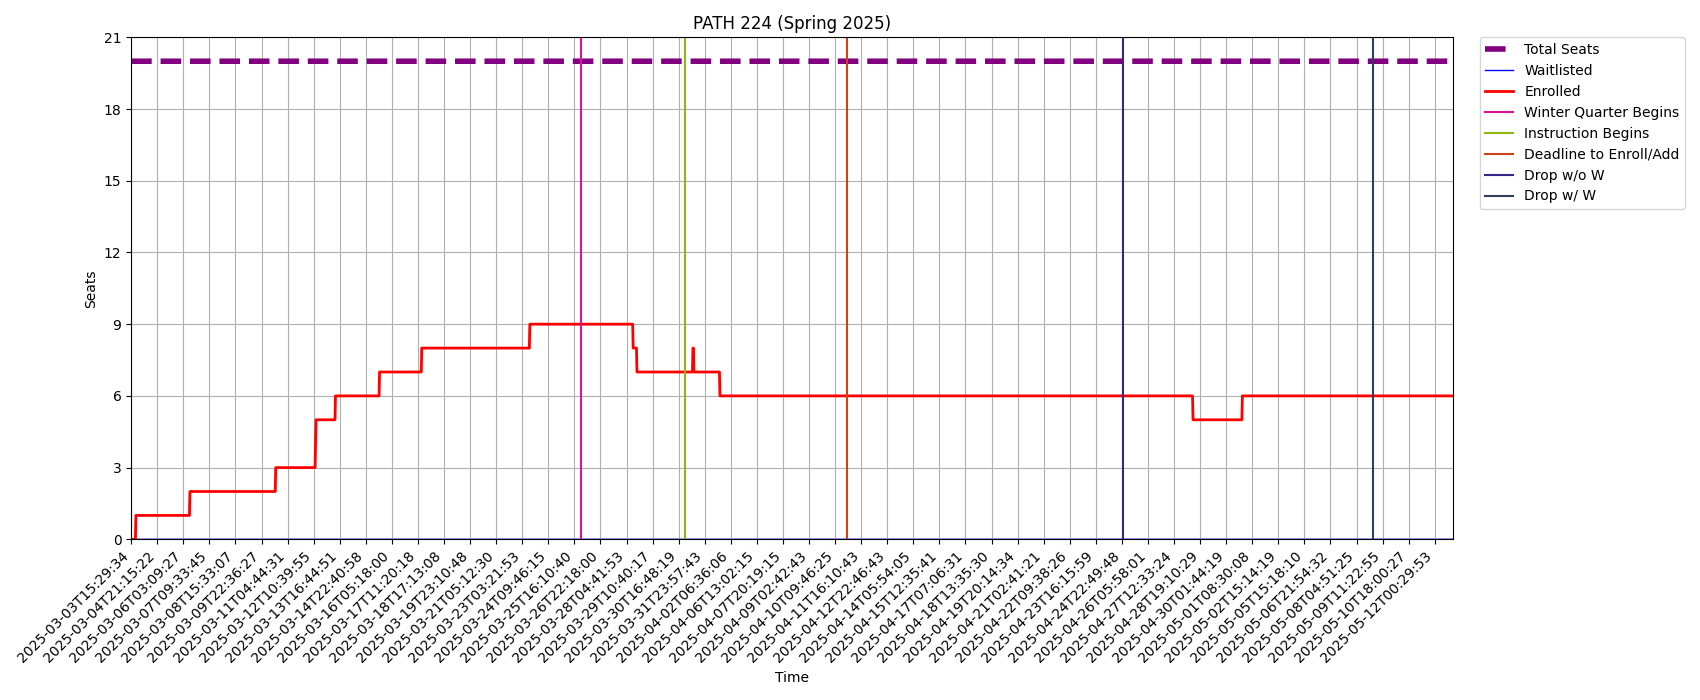 PATH 224 (Spring 2025)
21
18
15
12
9
6
3
0
Seats
Total Seats
Waitlisted
Enrolled
Winter Quarter Begins
Instruction Begins
Deadline to Enroll/Add
Drop w/o W
Drop w/ W
2025-03-03T15:29:34
2025-03-04T21:15:22
2025-03-06T03:09:27
2025-03-07T09:33:45
2025-03-08T15:33:07
2025-03-09T22:36:27
2025-03-11T04:44:31
2025-03-12T10:39:55
2025-03-13T16:44:51
2025-03-14T22:40:58
2025-03-16T05:18:00
2025-03-17T11:20:18
2025-03-18T17:13:08
2025-03-19T23:10:48
2025-03-21T05:12:30
2025-03-23T03:21:53
2025-03-24T09:46:15
2025-03-25T16:10:40
2025-03-26T22:18:00
2025-03-28T04:41:53
2025-03-29T10:40:17
2025-03-30T16:48:19
2025-03-31T23:57:43
2025-04-02T06:36:06
2025-04-06T13:02:15
2025-04-07T20:19:15
2025-04-09T02:42:43
2025-04-10T09:46:25
2025-04-11T16:10:43
2025-04-12T22:46:43
2025-04-14T05:54:05
2025-04-15T12:35:41
2025-04-17T07:06:31
2025-04-18T13:35:30
2025-04-19T20:14:34
2025-04-21T02:41:21
2025-04-22T09:38:26
2025-04-23T16:15:59
2025-04-24T22:49:48
2025-04-26T05:58:01
2025-04-27T12:33:24
2025-04-28T19:10:29
2025-04-30T01:44:19
2025-05-01T08:30:08
2025-05-02T15:14:19
2025-05-05T15:18:10
2025-05-06T21:54:32
2025-05-08T04:51:25
2025-05-09T11:22:55
2025-05-10T18:00:27
2025-05-12T00:29:53
Time